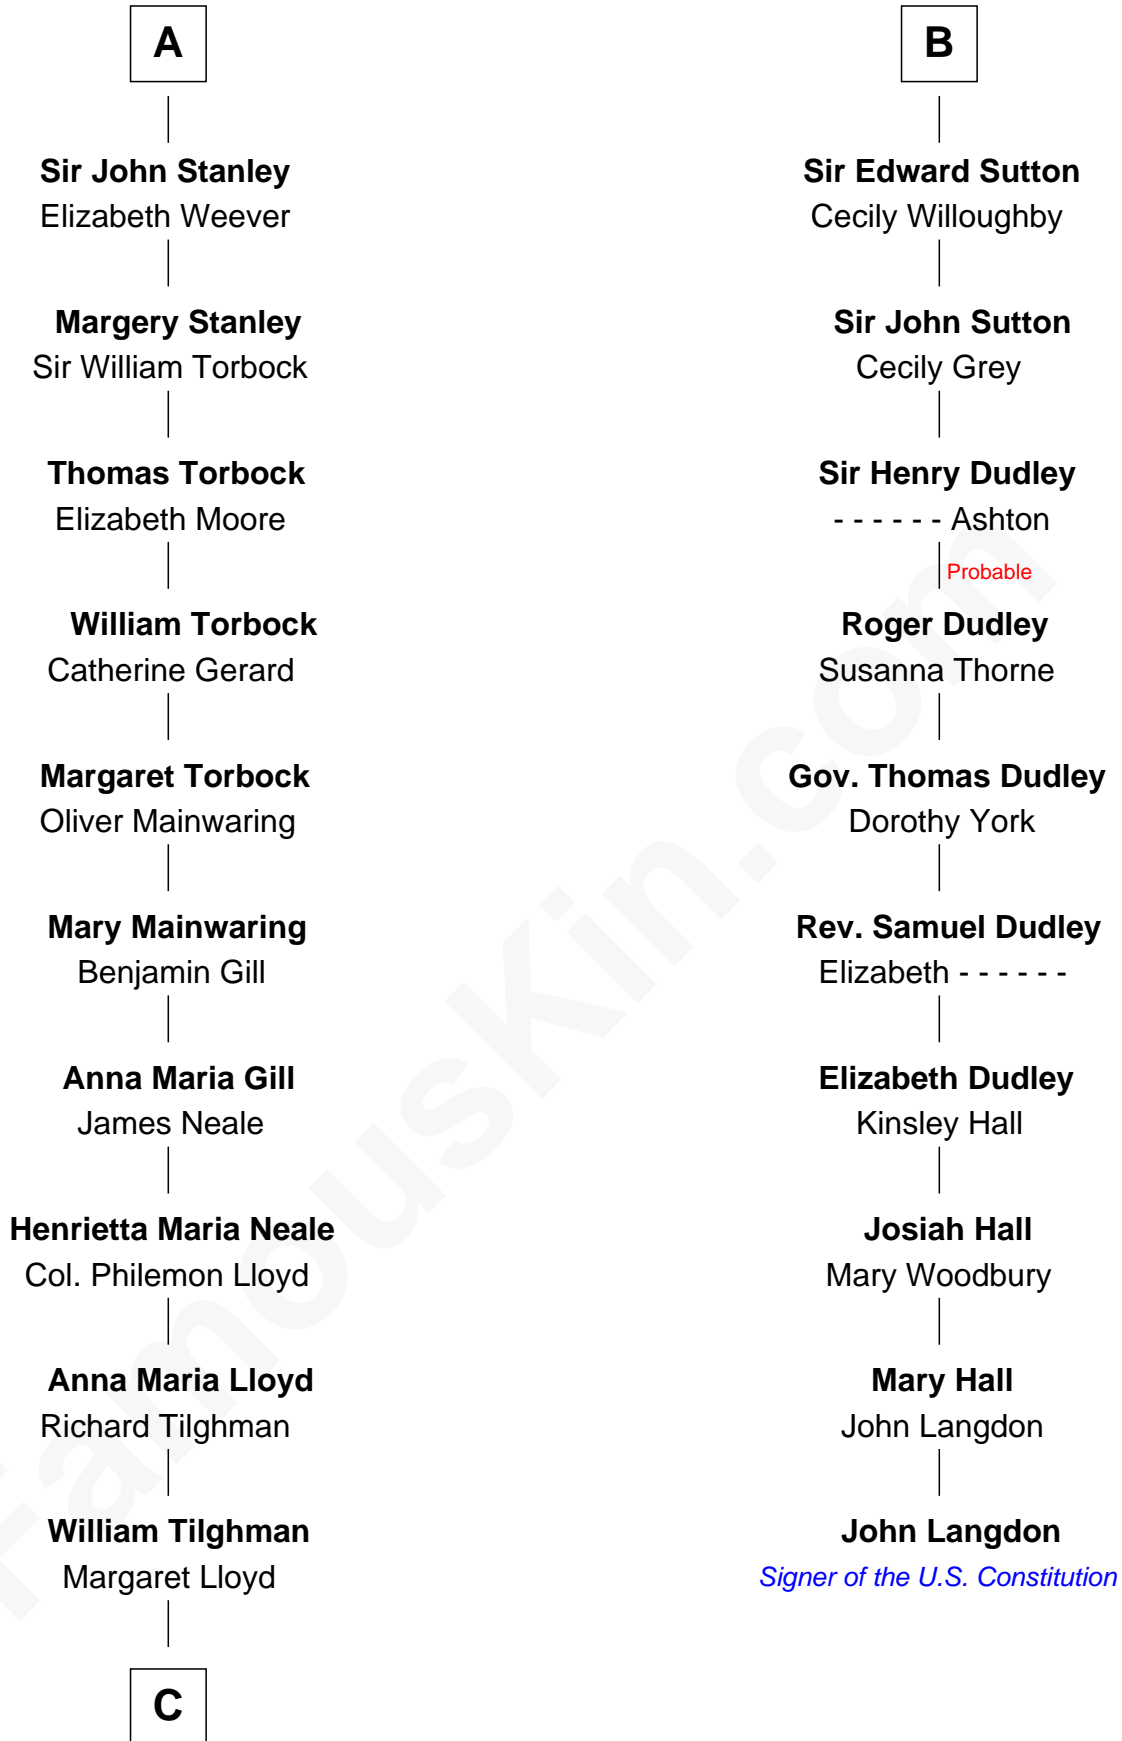 A
Sir John Stanley
Elizabeth Weever
Margery Stanley
Sir William Torbock
Thomas Torbock
Elizabeth Moore
William Torbock
Catherine Gerard
Margaret Torbock
Oliver Mainwaring
Mary Mainwaring
Benjamin Gill
Anna Maria Gill
James Neale
Henrietta Maria Neale
Col. Philemon Lloyd
Anna Maria Lloyd
Richard Tilghman
William Tilghman
Margaret Lloyd
C
B
Sir Edward Sutton
Cecily Willoughby
Sir John Sutton
Cecily Grey
Sir Henry Dudley
- - - - - - Ashton
Probable
Roger Dudley
Susanna Thorne
Gov. Thomas Dudley
Dorothy York
Rev. Samuel Dudley
Elizabeth - - - - - -
Elizabeth Dudley
Kinsley Hall
Josiah Hall
Mary Woodbury
Mary Hall
John Langdon
John Langdon
Signer of the U.S. Constitution
FamousKin.com